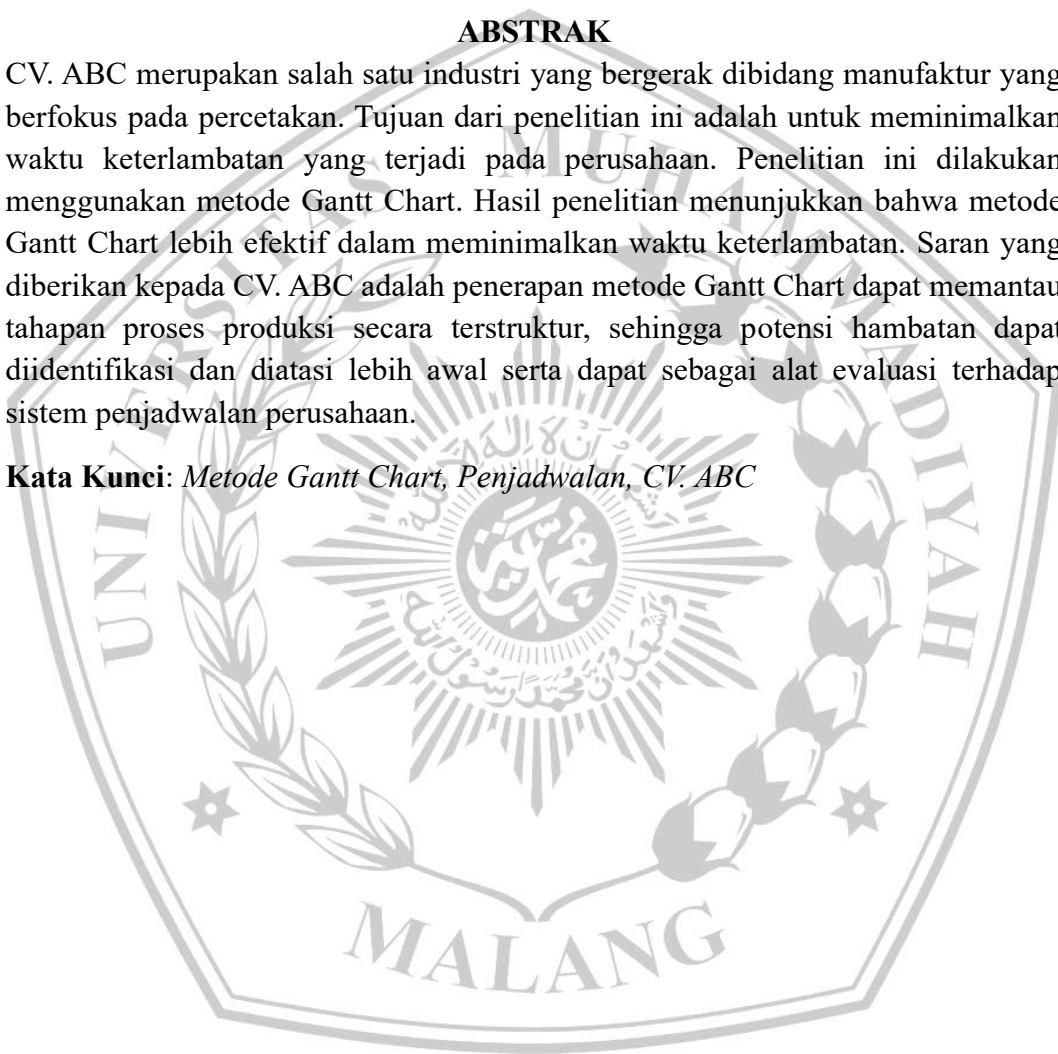 ABSTRAK
CV. ABC merupakan salah satu industri yang bergerak dibidang manufaktur yang
berfokus pada percetakan. Tujuan dari penelitian ini adalah untuk meminimalkan
waktu keterlambatan yang terjadi pada perusahaan. Penelitian ini dilakukan
menggunakan metode Gantt Chart. Hasil penelitian menunjukkan bahwa metode
Gantt Chart lebih efektif dalam meminimalkan waktu keterlambatan. Saran yang
diberikan kepada CV. ABC adalah penerapan metode Gantt Chart dapat memantau
tahapan proses produksi secara terstruktur, sehingga potensi hambatan dapat
diidentifikasi dan diatasi lebih awal serta dapat sebagai alat evaluasi terhadap
sistem penjadwalan perusahaan.
Kata Kunci: Metode Gantt Chart, Penjadwalan, CV. ABC
UNIVERSITAS MUHAMMADIYAH
MALANG